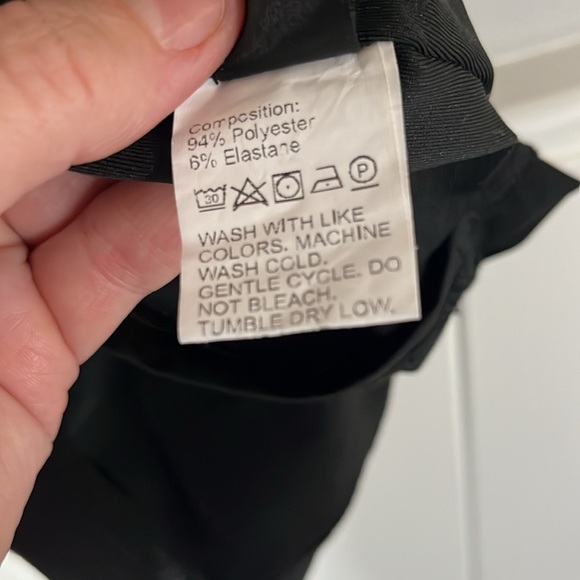 Composition:
94% Polyester
6% Elastane
30 P
WASH WITH LIKE
COLORS. MACHINE
WASH COLD.
GENTLE CYCLE. DO
NOT BLEACH.
TUMBLE DRY LOW.